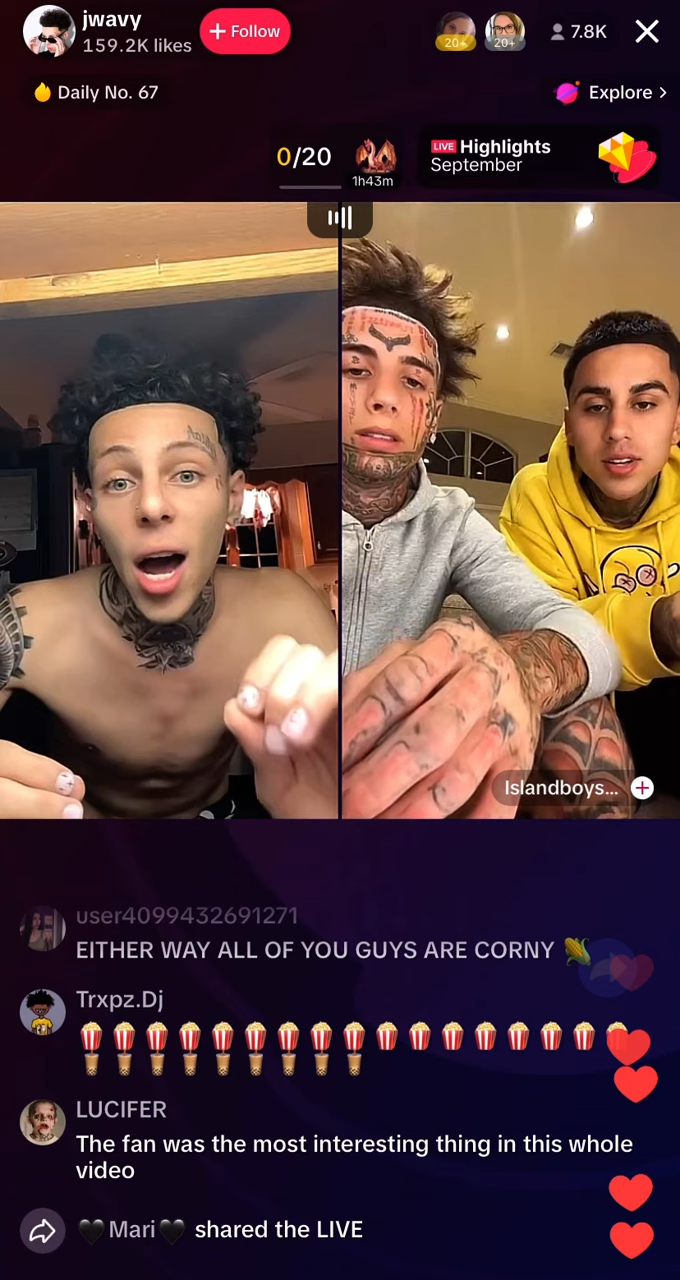 jwavy
159.2K likes
+ Follow
20+
20+
7.8K
Daily No. 67
Explore >
0/20
1h43m
LIVE Highlights
September
Islandboys...
user4099432691271
EITHER WAY ALL OF YOU GUYS ARE CORNY 🌽
Trxpz.Dj
🍿🍿🍿🍿🍿🍿🍿🍿🍿🍿🍿🍿🍿🍿🍿🍿🍿
🧋🧋🧋🧋🧋🧋🧋🧋🧋
LUCIFER
The fan was the most interesting thing in this whole
video
🖤Mari🖤 shared the LIVE